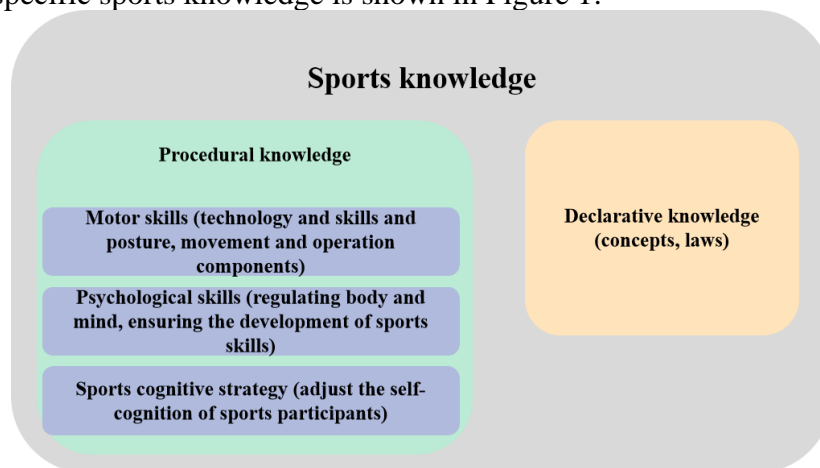 specific sports knowledge is shown in Figure 1.
Sports knowledge
Procedural knowledge
Motor skills (technology and skills and
posture, movement and operation
components)
Psychological skills (regulating body and
mind, ensuring the development of sports
skills)
Sports cognitive strategy (adjust the self-
cognition of sports participants)
Declarative knowledge
(concepts, laws)